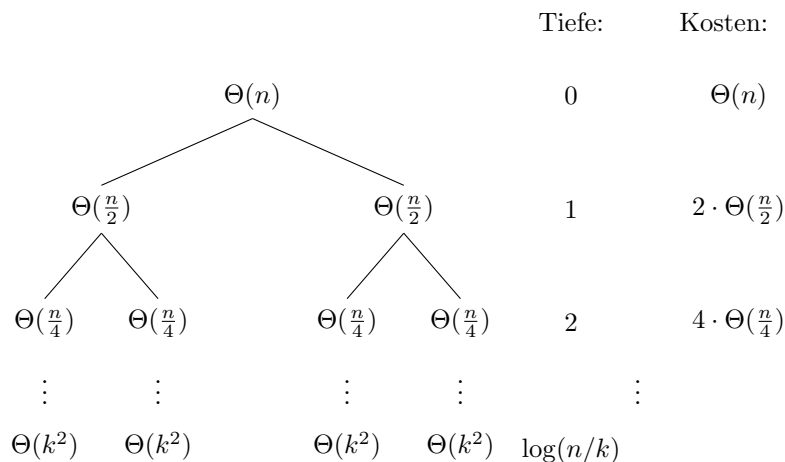 Tiefe: Kosten:
Θ(n) 0 Θ(n)
Θ(n/2) Θ(n/2) 1 2 · Θ(n/2)
Θ(n/4) Θ(n/4) Θ(n/4) Θ(n/4) 2 4 · Θ(n/4)
⋮ ⋮ ⋮ ⋮ ⋮
Θ(k²) Θ(k²) Θ(k²) Θ(k²) log(n/k)